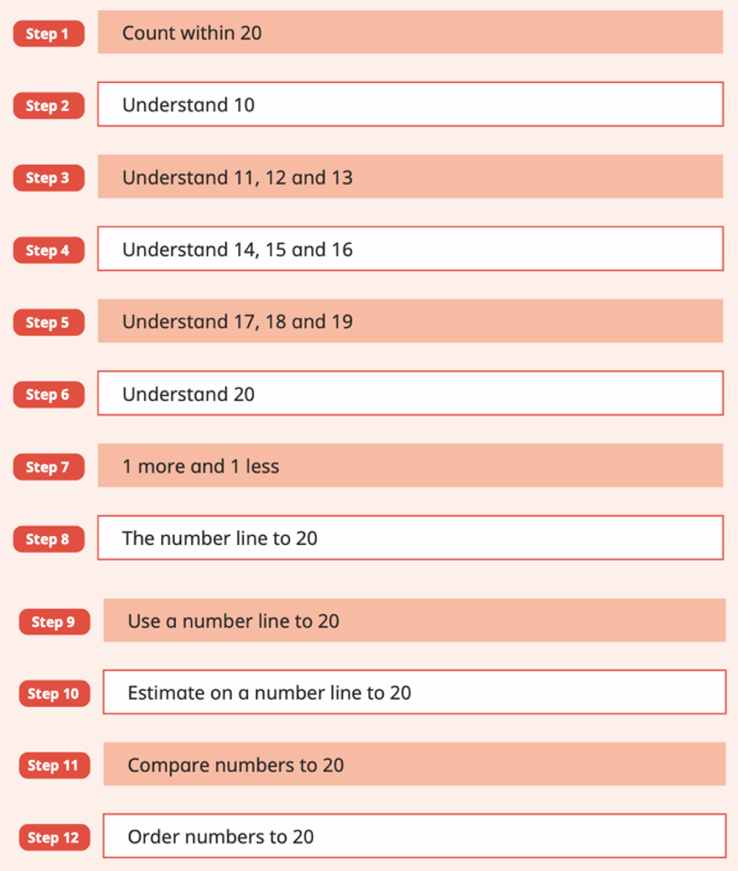 Step 1 Count within 20
Step 2 Understand 10
Step 3 Understand 11, 12 and 13
Step 4 Understand 14, 15 and 16
Step 5 Understand 17, 18 and 19
Step 6 Understand 20
Step 7 1 more and 1 less
Step 8 The number line to 20
Step 9 Use a number line to 20
Step 10 Estimate on a number line to 20
Step 11 Compare numbers to 20
Step 12 Order numbers to 20